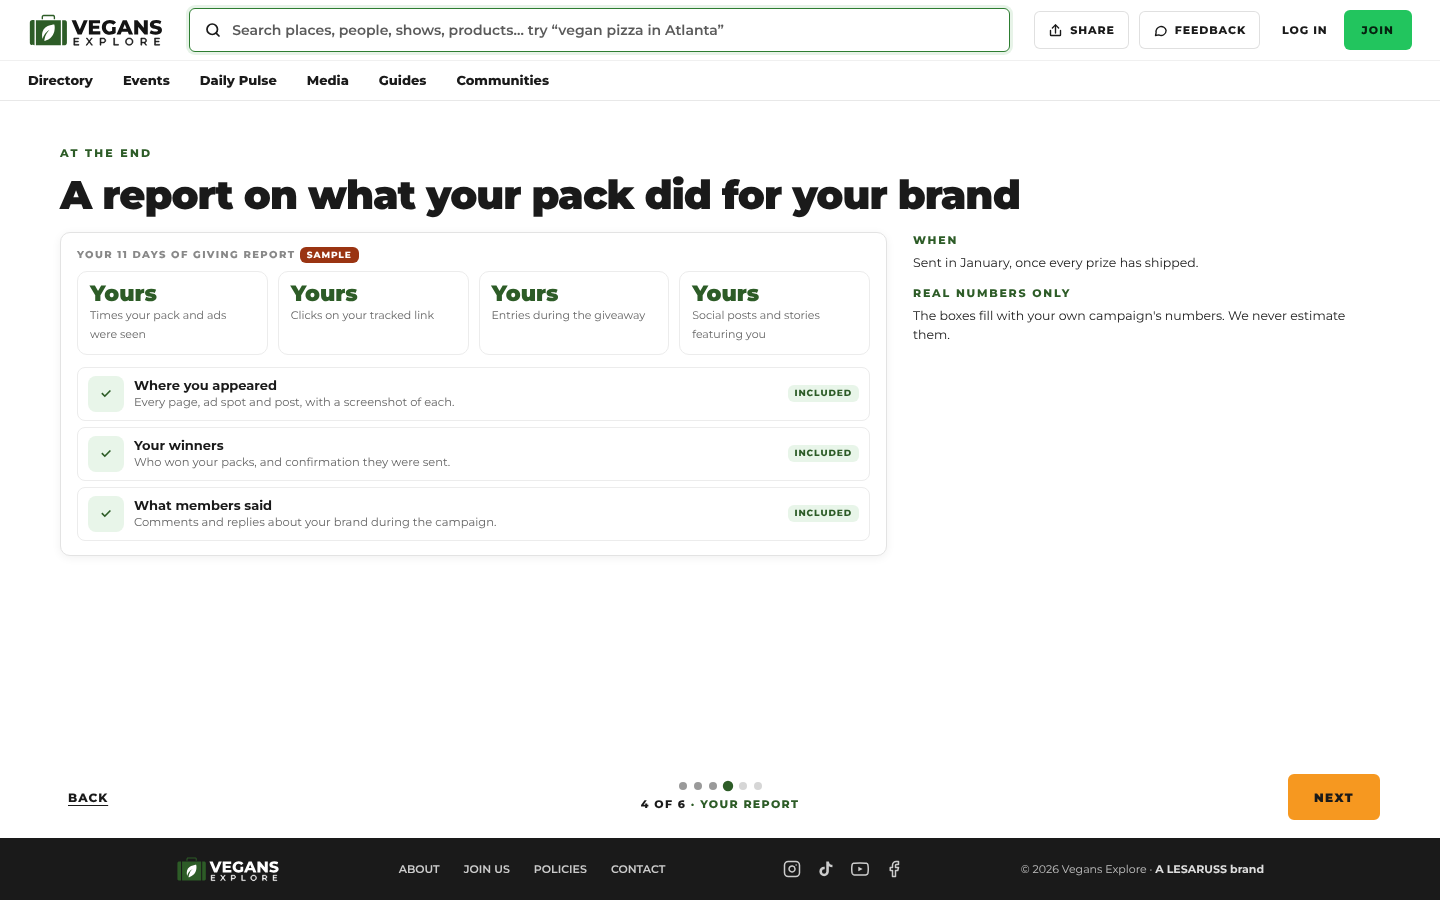 VEGANS
EXPLORE
Search places, people, shows, products... try “vegan pizza in Atlanta”
SHARE
FEEDBACK
LOG IN
JOIN
Directory
Events
Daily Pulse
Media
Guides
Communities
AT THE END
A report on what your pack did for your brand
YOUR 11 DAYS OF GIVING REPORT
SAMPLE
Yours
Times your pack and ads
were seen
Yours
Clicks on your tracked link
Yours
Entries during the giveaway
Yours
Social posts and stories
featuring you
Where you appeared
Every page, ad spot and post, with a screenshot of each.
INCLUDED
Your winners
Who won your packs, and confirmation they were sent.
INCLUDED
What members said
Comments and replies about your brand during the campaign.
INCLUDED
WHEN
Sent in January, once every prize has shipped.
REAL NUMBERS ONLY
The boxes fill with your own campaign's numbers. We never estimate
them.
BACK
4 OF 6 · YOUR REPORT
NEXT
VEGANS
EXPLORE
ABOUT
JOIN US
POLICIES
CONTACT
© 2026 Vegans Explore · A LESARUSS brand